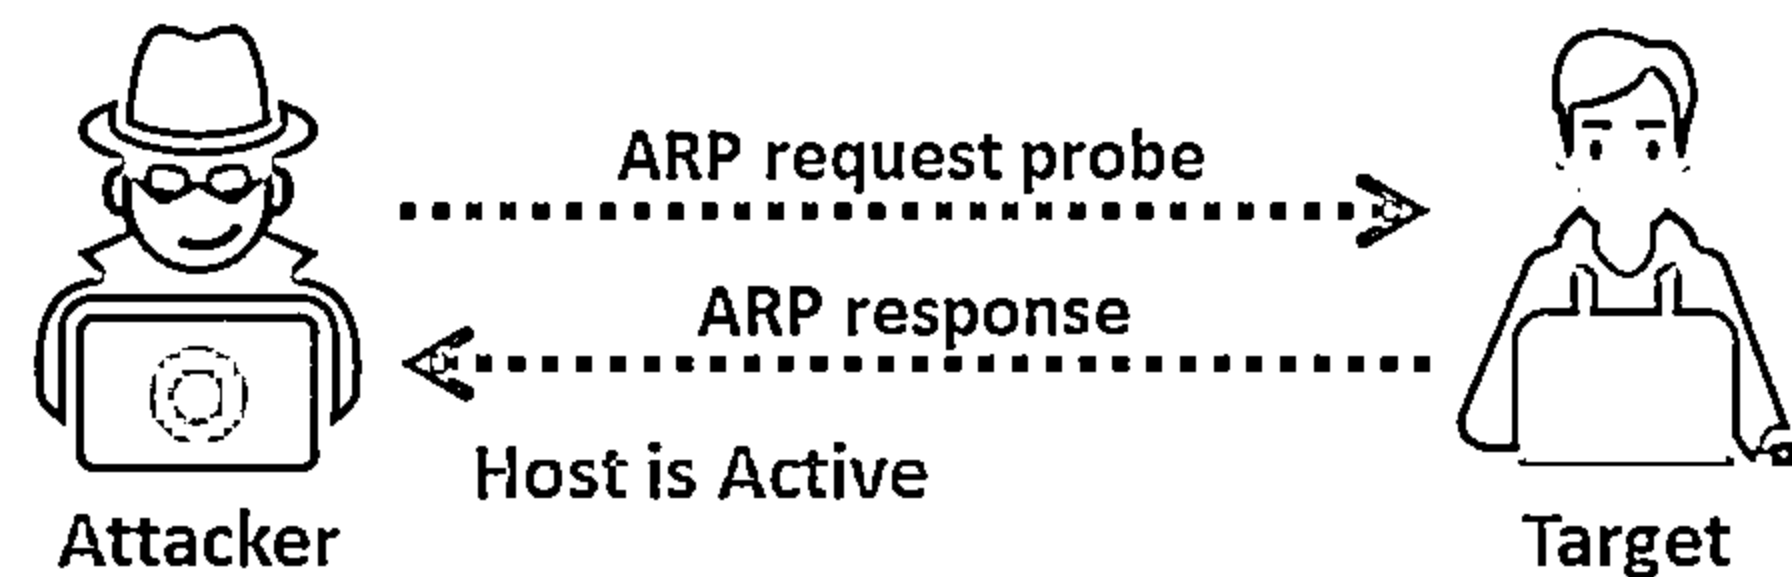 ARP request probe
ARP response
Host is Active
Attacker
Target